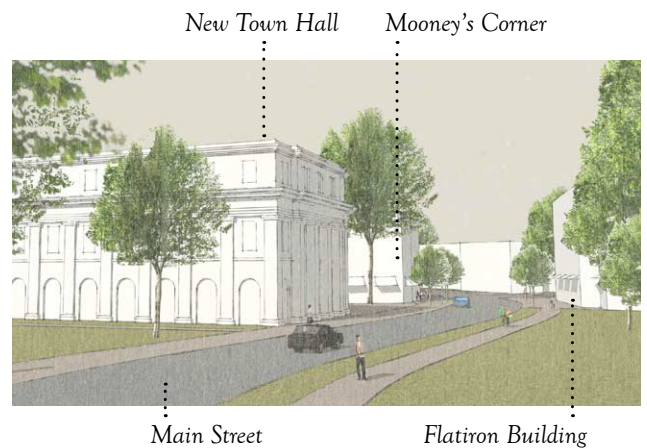 New Town Hall
Mooney's Corner
Main Street
Flatiron Building